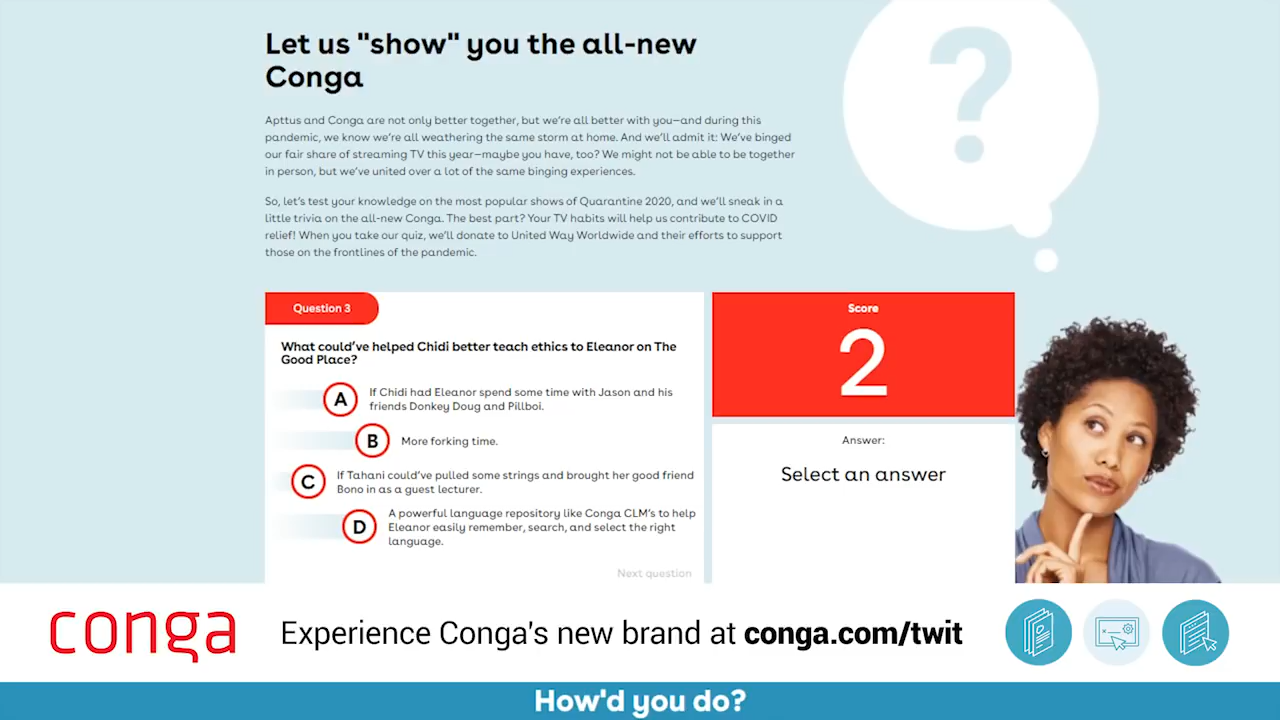 Let us "show" you the all-new
Conga
?
Apttus and Conga are not only better together, but we're all better with you—and during this
pandemic, we know we're all weathering the same storm at home. And we'll admit it: We've binged
our fair share of streaming TV this year—maybe you have, too? We might not be able to be together
in person, but we've united over a lot of the same binging experiences.
So, let's test your knowledge on the most popular shows of Quarantine 2020, and we'll sneak in a
little trivia on the all-new Conga. The best part? Your TV habits will help us contribute to COVID
relief! When you take our quiz, we'll donate to United Way Worldwide and their efforts to support
those on the frontlines of the pandemic.
Question 3
What could've helped Chidi better teach ethics to Eleanor on The
Good Place?
A
If Chidi had Eleanor spend some time with Jason and his
friends Donkey Doug and Pillboi.
B
More forking time.
C
If Tahani could've pulled some strings and brought her good friend
Bono in as a guest lecturer.
D
A powerful language repository like Conga CLM's to help
Eleanor easily remember, search, and select the right
language.
Next question
Score
2
Answer:
Select an answer
conga
Experience Conga's new brand at conga.com/twit
How'd you do?